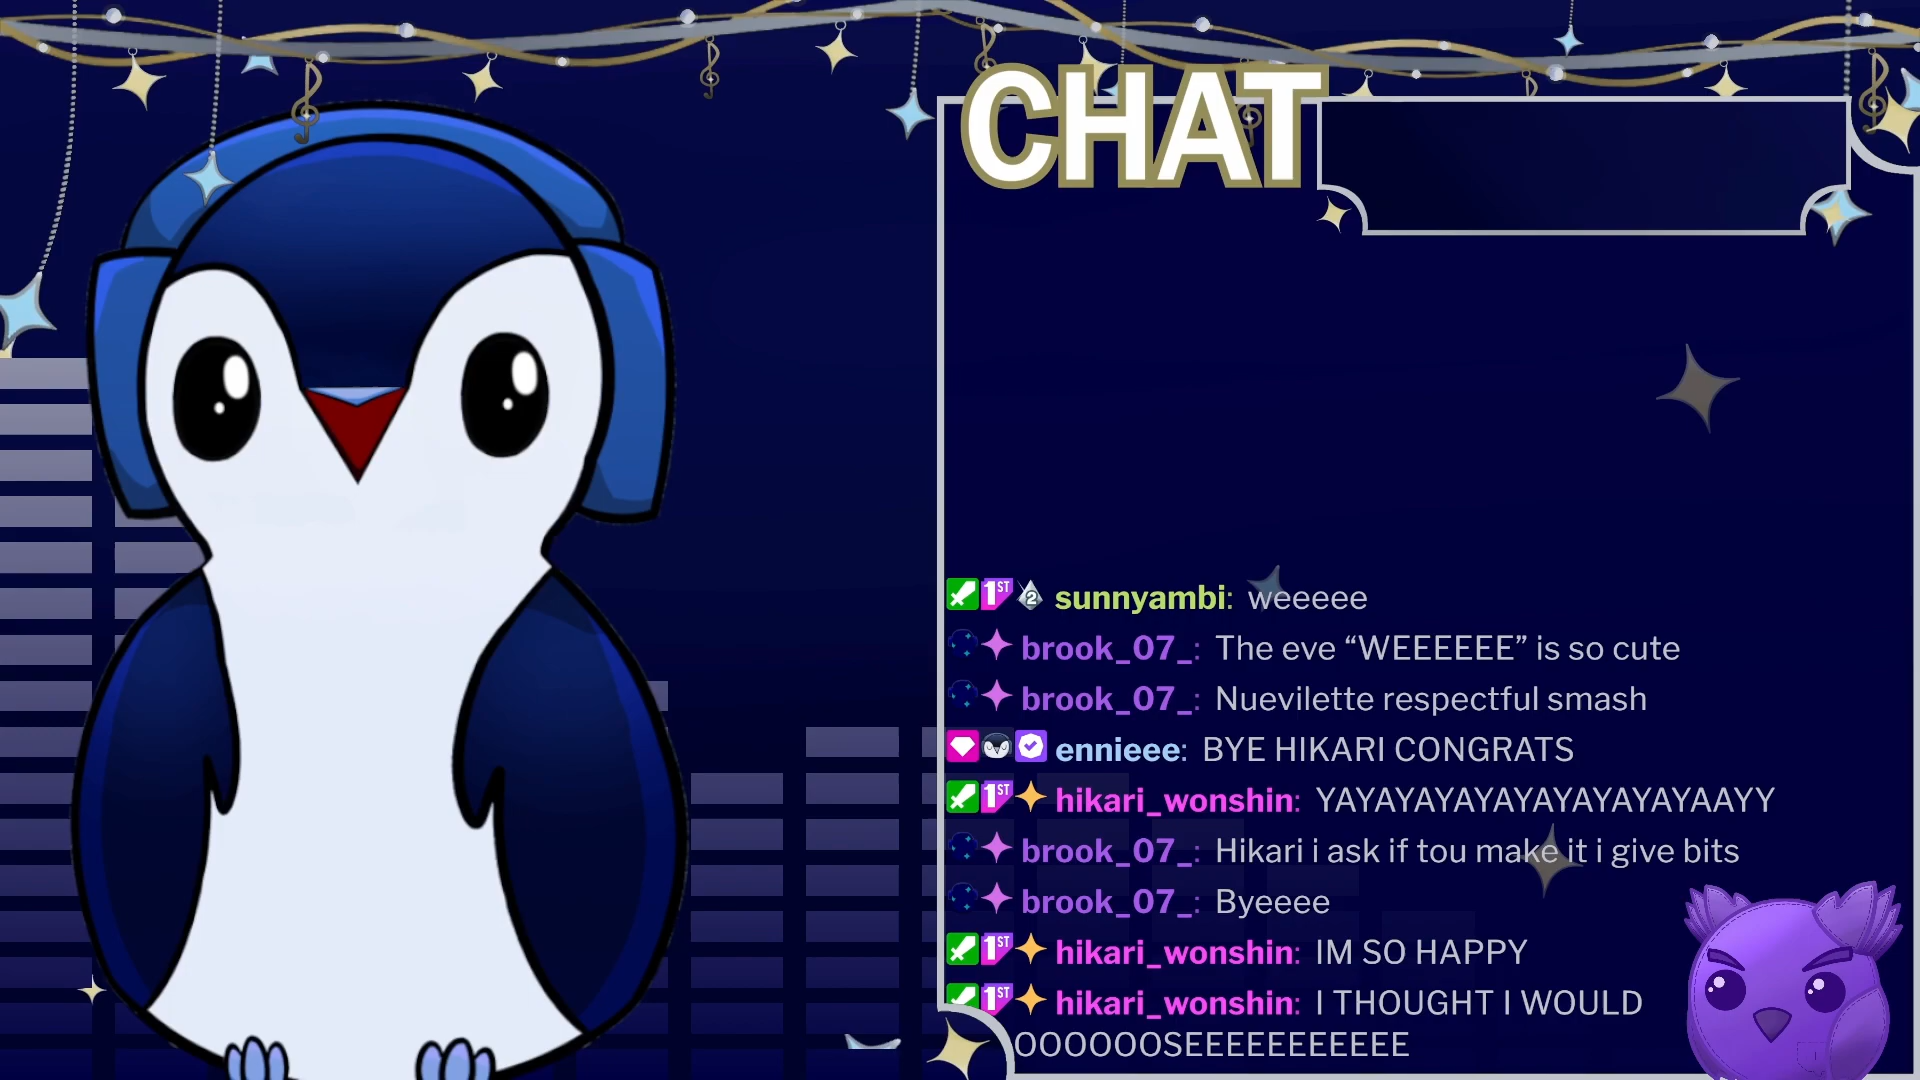 CHAT
sunnyambi: weeeee
brook_07_: The eve “WEEEEEE” is so cute
brook_07_: Nuevilette respectful smash
ennieee: BYE HIKARI CONGRATS
hikari_wonshin: YAYAYAYAYAYAYAYAYAYAYAAYY
brook_07_: Hikari i ask if tou make it i give bits
brook_07_: Byeeee
hikari_wonshin: IM SO HAPPY
hikari_wonshin: I THOUGHT I WOULD
OOOOOOSEEEEEEEEEEE